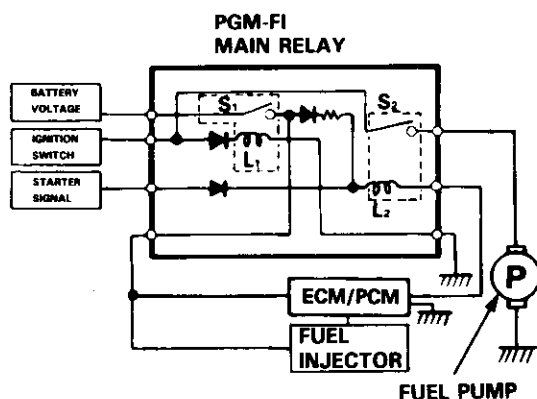 PGM-FI
MAIN RELAY
BATTERY
VOLTAGE
IGNITION
SWITCH
STARTER
SIGNAL
S1
L1
S2
L2
ECM/PCM
FUEL
INJECTOR
P
FUEL PUMP